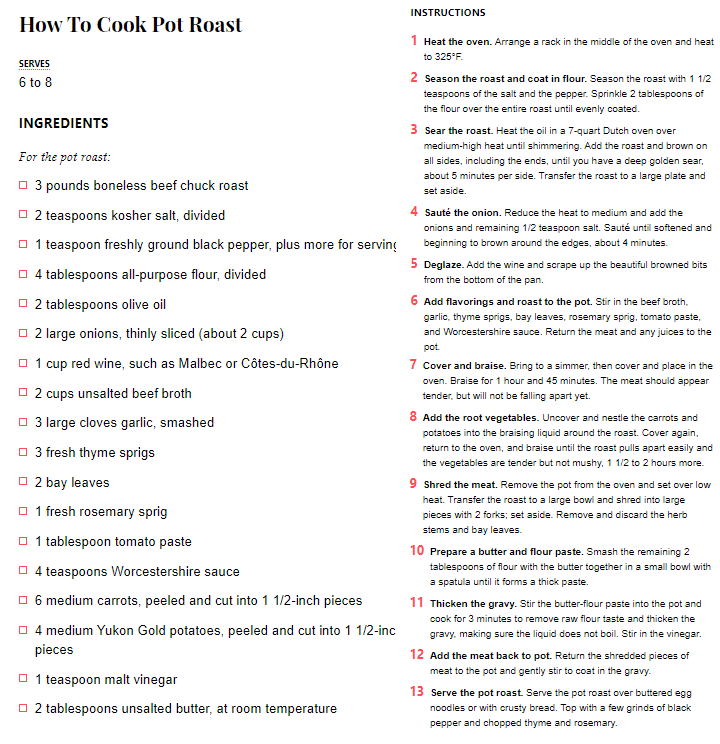 How To Cook Pot Roast
SERVES
6 to 8
INGREDIENTS
For the pot roast:
3 pounds boneless beef chuck roast
2 teaspoons kosher salt, divided
1 teaspoon freshly ground black pepper, plus more for serving
4 tablespoons all-purpose flour, divided
2 tablespoons olive oil
2 large onions, thinly sliced (about 2 cups)
1 cup red wine, such as Malbec or Côtes-du-Rhône
2 cups unsalted beef broth
3 large cloves garlic, smashed
3 fresh thyme sprigs
2 bay leaves
1 fresh rosemary sprig
1 tablespoon tomato paste
4 teaspoons Worcestershire sauce
6 medium carrots, peeled and cut into 1 1/2-inch pieces
4 medium Yukon Gold potatoes, peeled and cut into 1 1/2-inc
pieces
1 teaspoon malt vinegar
2 tablespoons unsalted butter, at room temperature
INSTRUCTIONS
1 Heat the oven. Arrange a rack in the middle of the oven and heat
to 325°F.
2 Season the roast and coat in flour. Season the roast with 1 1/2
teaspoons of the salt and the pepper. Sprinkle 2 tablespoons of
the flour over the entire roast until evenly coated.
3 Sear the roast. Heat the oil in a 7-quart Dutch oven over
medium-high heat until shimmering. Add the roast and brown on
all sides, including the ends, until you have a deep golden sear,
about 5 minutes per side. Transfer the roast to a large plate and
set aside.
4 Sauté the onion. Reduce the heat to medium and add the
onions and remaining 1/2 teaspoon salt. Sauté until softened and
beginning to brown around the edges, about 4 minutes.
5 Deglaze. Add the wine and scrape up the beautiful browned bits
from the bottom of the pan.
6 Add flavorings and roast to the pot. Stir in the beef broth,
garlic, thyme sprigs, bay leaves, rosemary sprig, tomato paste,
and Worcestershire sauce. Return the meat and any juices to the
pot.
7 Cover and braise. Bring to a simmer, then cover and place in the
oven. Braise for 1 hour and 45 minutes. The meat should appear
tender, but will not be falling apart yet.
8 Add the root vegetables. Uncover and nestle the carrots and
potatoes into the braising liquid around the roast. Cover again,
return to the oven, and braise until the roast pulls apart easily and
the vegetables are tender but not mushy, 1 1/2 to 2 hours more.
9 Shred the meat. Remove the pot from the oven and set over low
heat. Transfer the roast to a large bowl and shred into large
pieces with 2 forks; set aside. Remove and discard the herb
stems and bay leaves.
10 Prepare a butter and flour paste. Smash the remaining 2
tablespoons of flour with the butter together in a small bowl with
a spatula until it forms a thick paste.
11 Thicken the gravy. Stir the butter-flour paste into the pot and
cook for 3 minutes to remove raw flour taste and thicken the
gravy, making sure the liquid does not boil. Stir in the vinegar.
12 Add the meat back to pot. Return the shredded pieces of
meat to the pot and gently stir to coat in the gravy.
13 Serve the pot roast. Serve the pot roast over buttered egg
noodles or with crusty bread. Top with a few grinds of black
pepper and chopped thyme and rosemary.